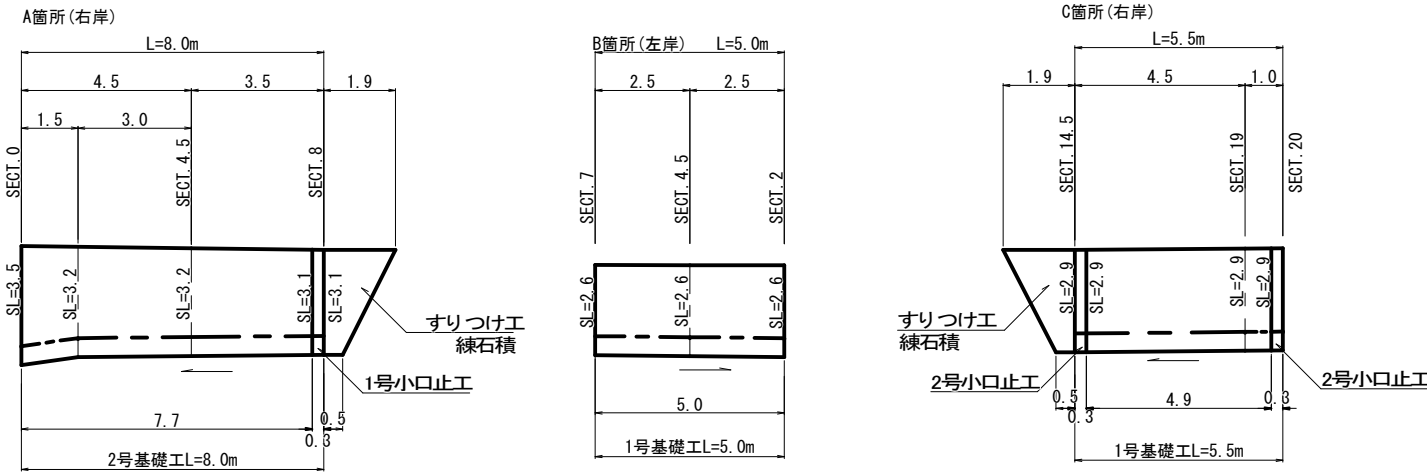 A箇所(右岸)
L=8.0m
4.5
3.5
1.9
1.5
3.0
SECT.0
SECT.4.5
SECT.8
SL=3.5
SL=3.2
SL=3.2
SL=3.1
SL=3.1
すりつけ工
練石積
1号小口止工
7.7
0.3
0.5
2号基礎工L=8.0m
B箇所(左岸)
L=5.0m
2.5
2.5
SECT.7
SECT.4.5
SECT.2
SL=2.6
SL=2.6
SL=2.6
5.0
1号基礎工L=5.0m
C箇所(右岸)
L=5.5m
1.9
4.5
1.0
SECT.14.5
SECT.19
SECT.20
SL=2.9
SL=2.9
SL=2.9
SL=2.9
すりつけ工
練石積
2号小口止工
2号小口止工
0.5
0.3
4.9
0.3
1号基礎工L=5.5m